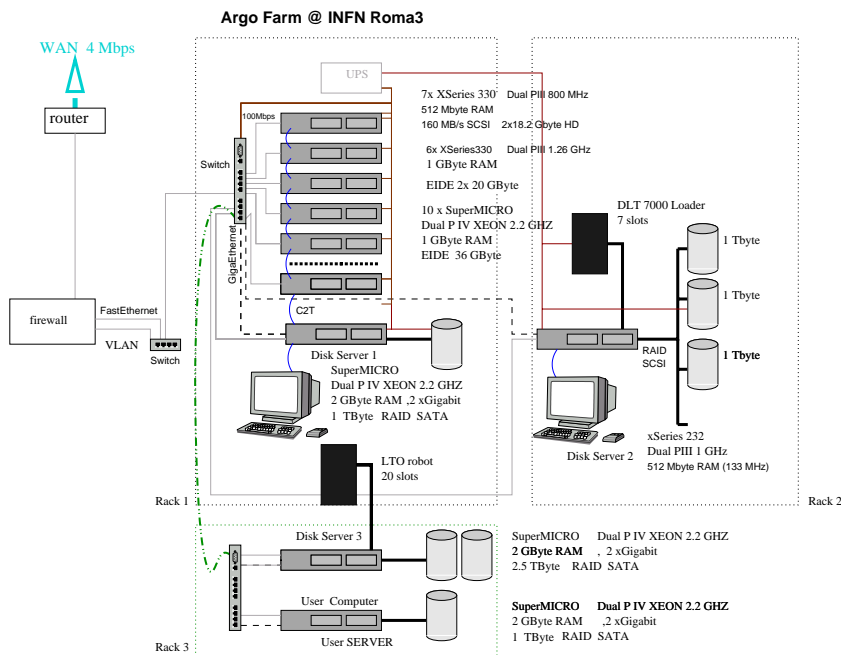 Argo Farm @ INFN Roma3
WAN 4 Mbps
router
UPS
7x XSeries 330 Dual PIII 800 MHz
512 Mbyte RAM
160 MB/s SCSI 2x18.2 Gbyte HD
100Mbps
Switch
6x XSeries330 Dual PIII 1.26 GHz
1 GByte RAM
EIDE 2x 20 GByte
10 x SuperMICRO
Dual P IV XEON 2.2 GHZ
1 GByte RAM
EIDE 36 GByte
GigaEthernet
DLT 7000 Loader
7 slots
1 Tbyte
1 Tbyte
1 Tbyte
firewall
FastEthernet
VLAN
Switch
C2T
Disk Server 1
SuperMICRO
Dual P IV XEON 2.2 GHZ
2 GByte RAM ,2 xGigabit
1 TByte RAID SATA
RAID
SCSI
Disk Server 2
xSeries 232
Dual PIII 1 GHz
512 Mbyte RAM (133 MHz)
LTO robot
20 slots
Rack 1
Rack 2
Disk Server 3
SuperMICRO Dual P IV XEON 2.2 GHZ
2 GByte RAM , 2 xGigabit
2.5 TByte RAID SATA
User Computer
User SERVER
SuperMICRO Dual P IV XEON 2.2 GHZ
2 GByte RAM ,2 xGigabit
1 TByte RAID SATA
Rack 3